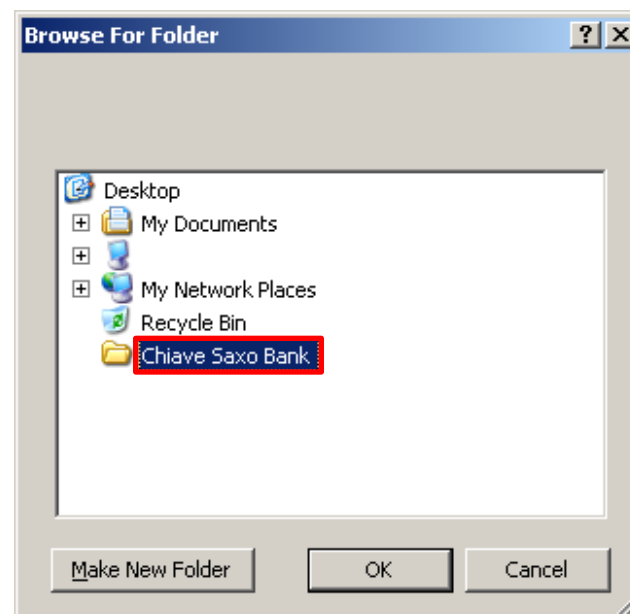 Browse For Folder
Desktop
My Documents
My Network Places
Recycle Bin
Chiave Saxo Bank
Make New Folder
OK
Cancel